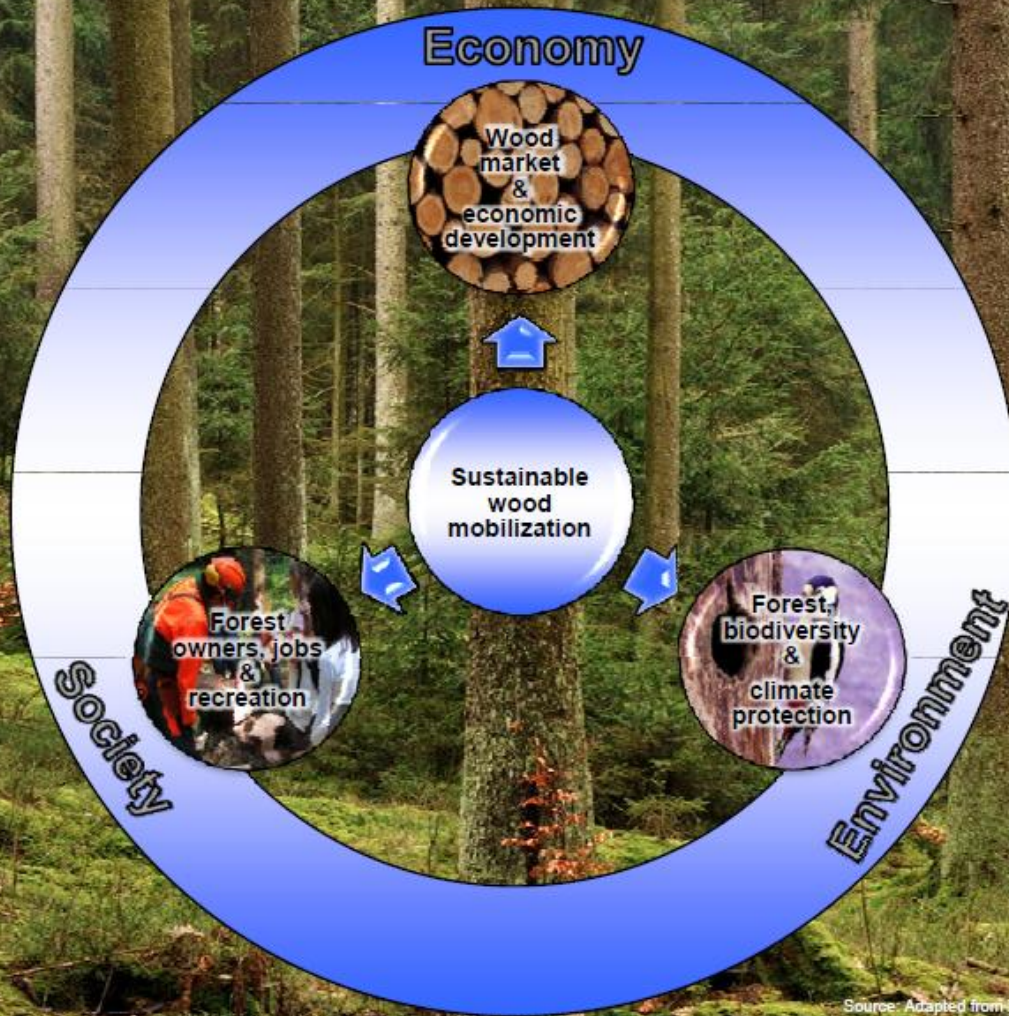 Economy
Wood
market
&
economic
development
Sustainable
wood
mobilization
Forest
owners, jobs
&
recreation
Forest,
biodiversity
&
climate
protection
Society
Environment
Source: Adapted from